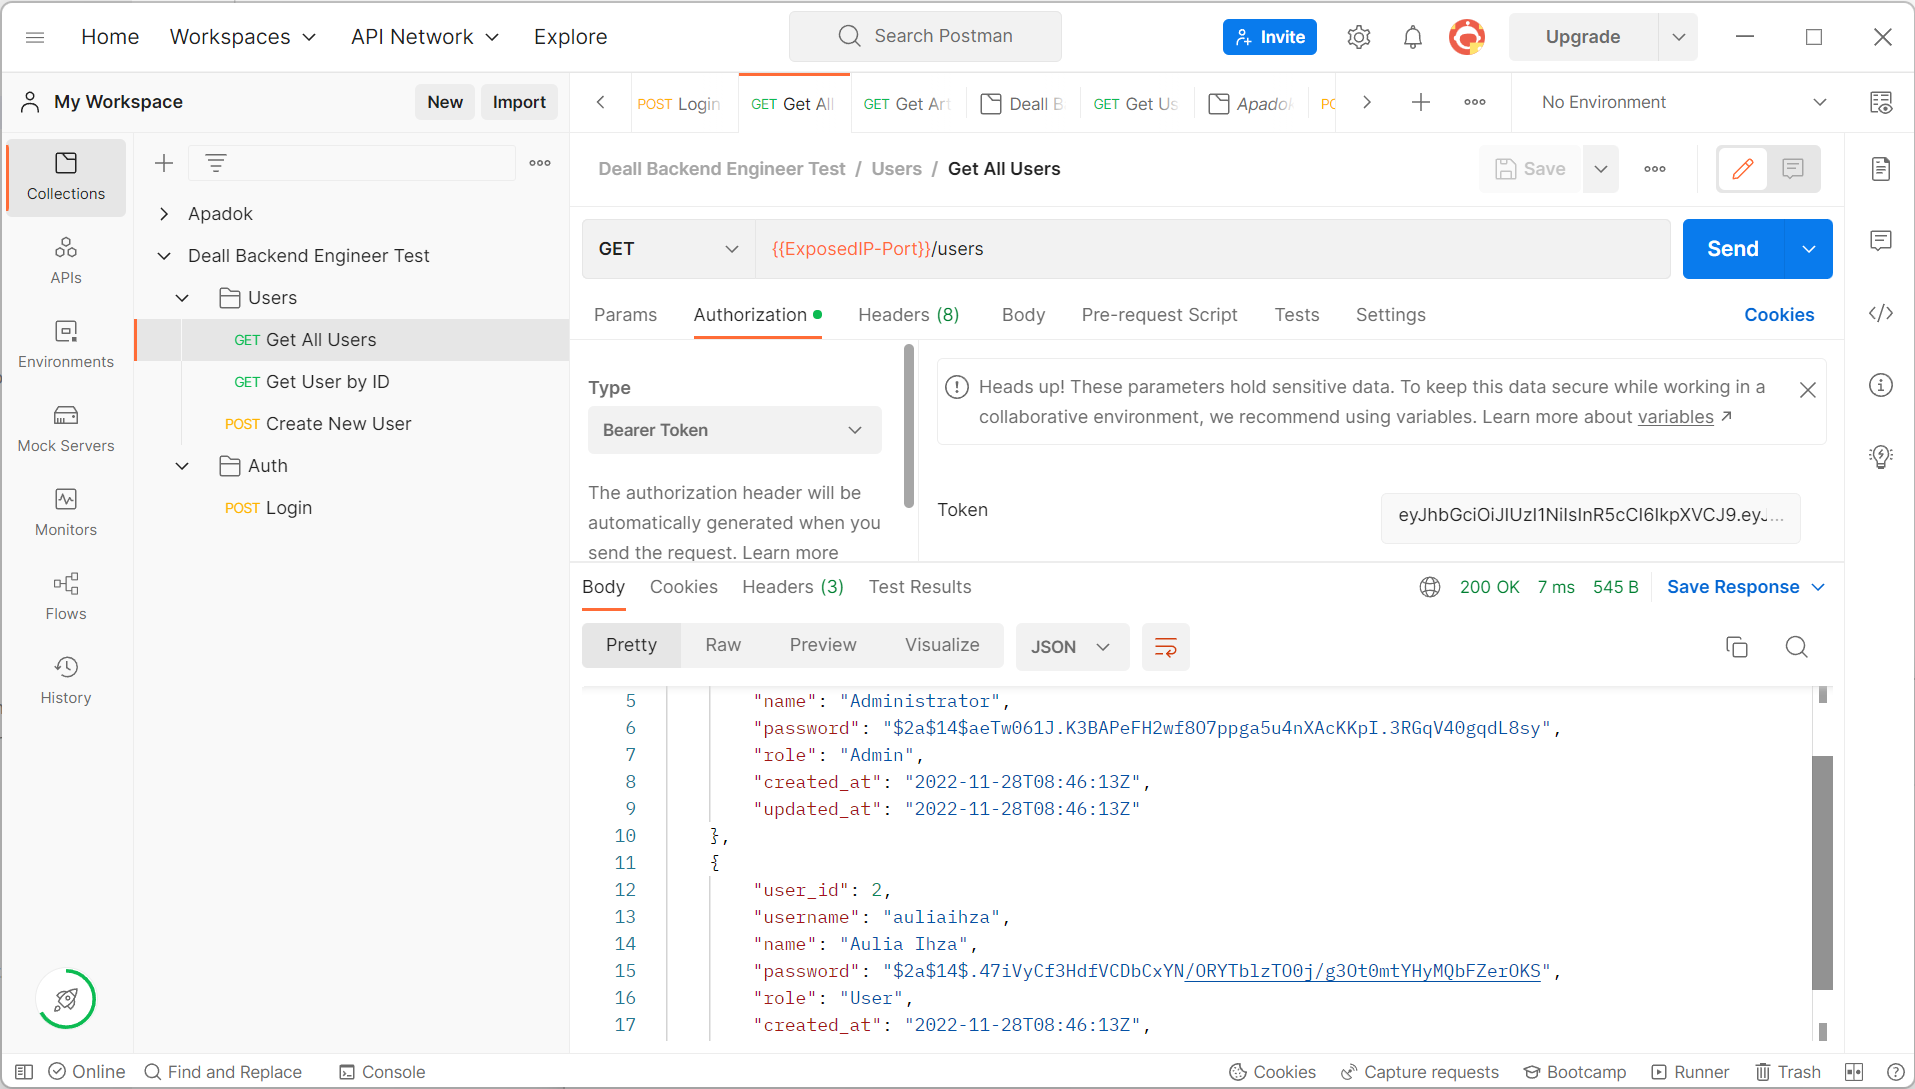 Home
Workspaces
API Network
Explore
Search Postman
Invite
Upgrade
My Workspace
New
Import
POST Login
GET Get All
GET Get Art
Deall B
GET Get Us
Apadok
No Environment
Collections
APIs
Environments
Mock Servers
Monitors
Flows
History
Apadok
Deall Backend Engineer Test
Users
GET Get All Users
GET Get User by ID
POST Create New User
Auth
POST Login
Deall Backend Engineer Test / Users / Get All Users
Save
GET
{{ExposedIP-Port}}/users
Send
Params
Authorization
Headers (8)
Body
Pre-request Script
Tests
Settings
Cookies
Type
Bearer Token
The authorization header will be
automatically generated when you
send the request. Learn more
Heads up! These parameters hold sensitive data. To keep this data secure while working in a
collaborative environment, we recommend using variables. Learn more about variables ↗
Token
Body
Cookies
Headers (3)
Test Results
200 OK
7 ms
545 B
Save Response
Pretty
Raw
Preview
Visualize
JSON
5 "name": "Administrator",
6 "password": "$2a$14$aeTw061J.K3BAPeFH2wf8O7ppga5u4nXAcKKpI.3RGqV40gqdL8sy",
7 "role": "Admin",
8 "created_at": "2022-11-28T08:46:13Z",
9 "updated_at": "2022-11-28T08:46:13Z"
10 },
11 {
12 "user_id": 2,
13 "username": "auliaihza",
14 "name": "Aulia Ihza",
15 "password": "$2a$14$.47iVyCf3HdfVCDbCxYN/ORYTblzTO0j/g3Ot0mtYHyMQbFZerOKS",
16 "role": "User",
17 "created_at": "2022-11-28T08:46:13Z",
Online
Find and Replace
Console
Cookies
Capture requests
Bootcamp
Runner
Trash